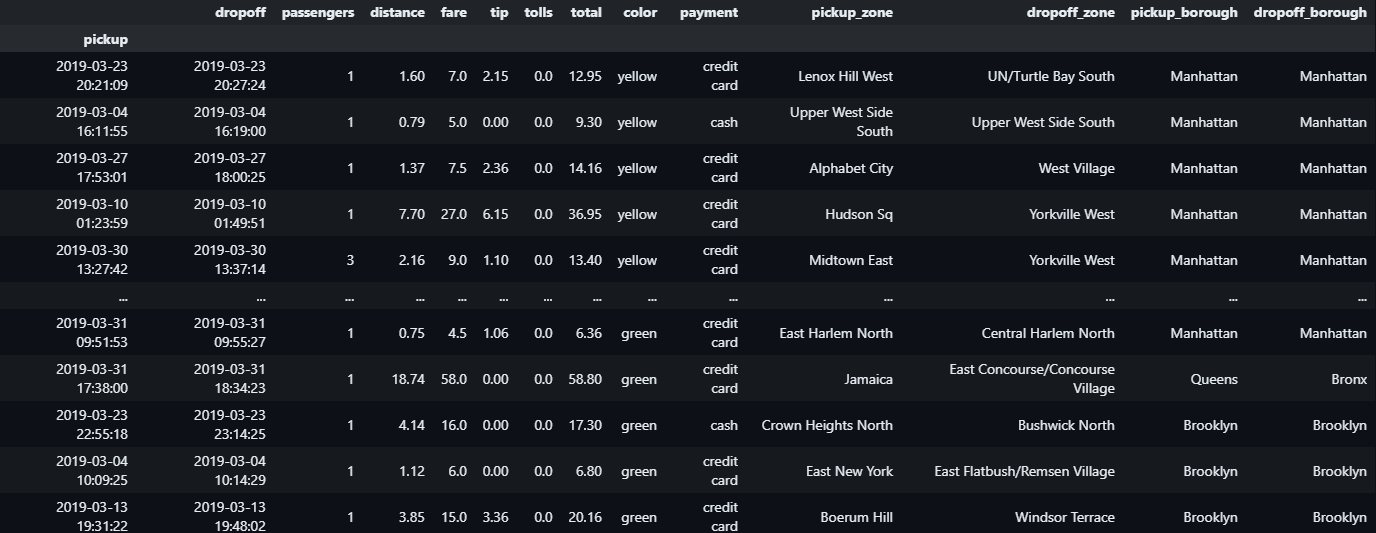 dropoff passengers distance fare tip tolls total color payment pickup_zone dropoff_zone pickup_borough dropoff_borough
pickup
2019-03-23 20:21:09 2019-03-23 20:27:24 1 1.60 7.0 2.15 0.0 12.95 yellow credit card Lenox Hill West UN/Turtle Bay South Manhattan Manhattan
2019-03-04 16:11:55 2019-03-04 16:19:00 1 0.79 5.0 0.00 0.0 9.30 yellow cash Upper West Side South Upper West Side South Manhattan Manhattan
2019-03-27 17:53:01 2019-03-27 18:00:25 1 1.37 7.5 2.36 0.0 14.16 yellow credit card Alphabet City West Village Manhattan Manhattan
2019-03-10 01:23:59 2019-03-10 01:49:51 1 7.70 27.0 6.15 0.0 36.95 yellow credit card Hudson Sq Yorkville West Manhattan Manhattan
2019-03-30 13:27:42 2019-03-30 13:37:14 3 2.16 9.0 1.10 0.0 13.40 yellow credit card Midtown East Yorkville West Manhattan Manhattan
... ... ... ... ... ... ... ... ... ... ... ... ... ...
2019-03-31 09:51:53 2019-03-31 09:55:27 1 0.75 4.5 1.06 0.0 6.36 green credit card East Harlem North Central Harlem North Manhattan Manhattan
2019-03-31 17:38:00 2019-03-31 18:34:23 1 18.74 58.0 0.00 0.0 58.80 green credit card Jamaica East Concourse/Concourse Village Queens Bronx
2019-03-23 22:55:18 2019-03-23 23:14:25 1 4.14 16.0 0.00 0.0 17.30 green cash Crown Heights North Bushwick North Brooklyn Brooklyn
2019-03-04 10:09:25 2019-03-04 10:14:29 1 1.12 6.0 0.00 0.0 6.80 green credit card East New York East Flatbush/Remsen Village Brooklyn Brooklyn
2019-03-13 19:31:22 2019-03-13 19:48:02 1 3.85 15.0 3.36 0.0 20.16 green credit card Boerum Hill Windsor Terrace Brooklyn Brooklyn